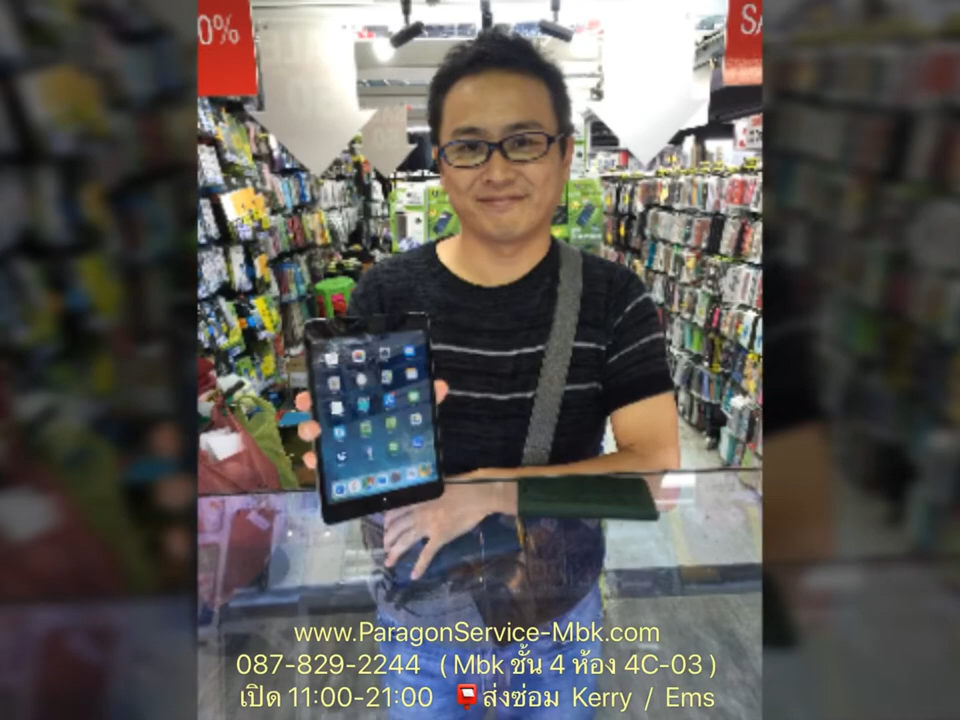 0%
SA
www.ParagonService-Mbk.com
087-829-2244 ( Mbk ชั้น 4 ห้อง 4C-03 )
เปิด 11:00-21:00 📮ส่งซ่อม Kerry / Ems